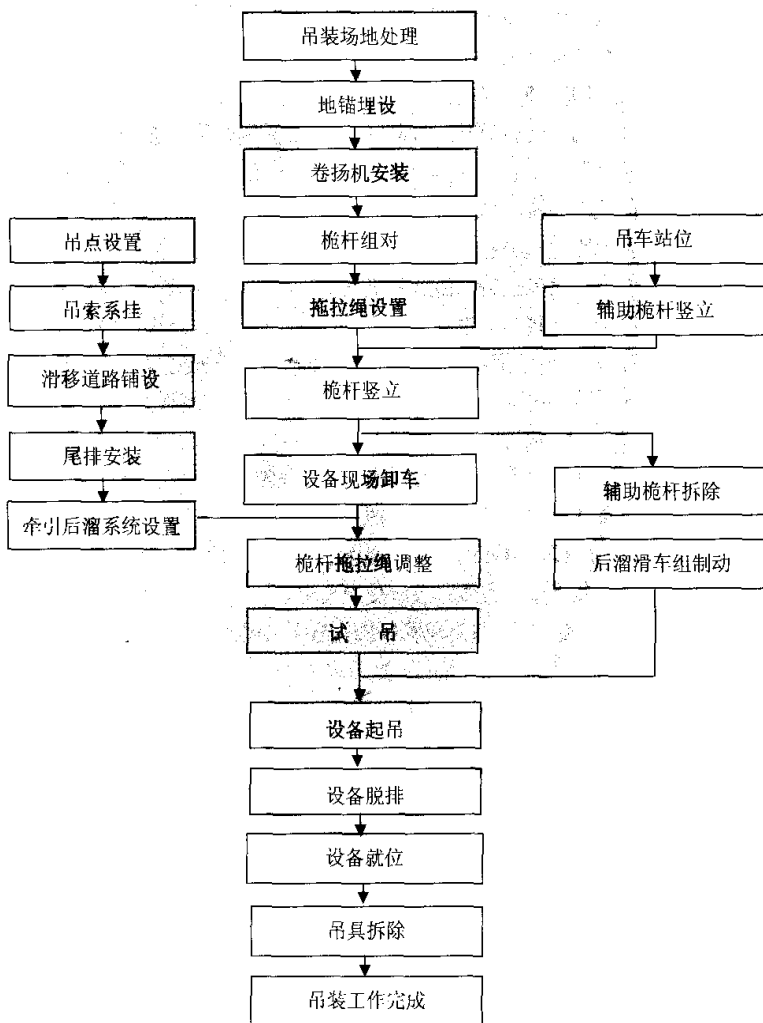 吊装场地处理
地锚埋设
卷扬机安装
吊点设置
桅杆组对
吊车站位
吊索系挂
拖拉绳设置
辅助桅杆竖立
滑移道路铺设
桅杆竖立
尾排安装
设备现场卸车
辅助桅杆拆除
牵引后溜系统设置
桅杆拖拉绳调整
后溜滑车组制动
试 吊
设备起吊
设备脱排
设备就位
吊具拆除
吊装工作完成